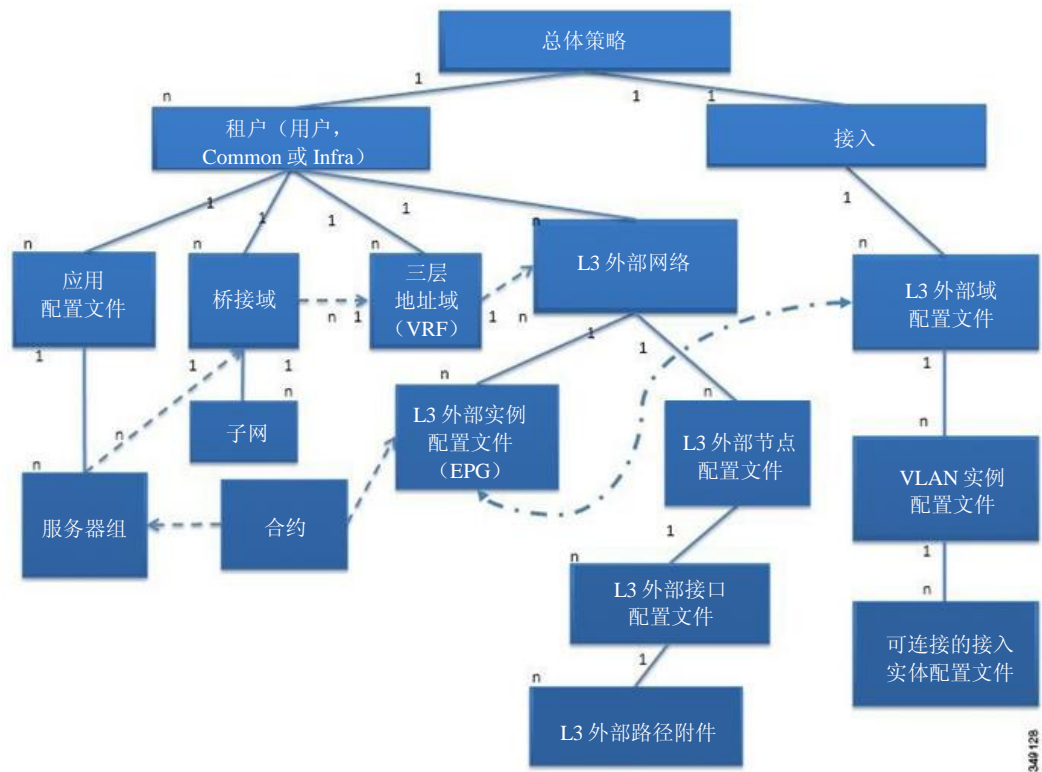 总体策略
1
n
1
1
租户（用户，
Common 或 Infra）
接入
1
1
1
1
1
n
n
n
n
n
应用
配置文件
桥接域
三层
地址域
（VRF）
L3 外部网络
L3 外部域
配置文件
n
1
1
n
1
1
1
1
1
1
n
n
n
n
子网
L3 外部实例
配置文件
（EPG）
L3 外部节点
配置文件
VLAN 实例
配置文件
n
n
服务器组
合约
1
1
n
n
L3 外部接口
配置文件
可连接的接入
实体配置文件
1
n
L3 外部路径附件
349128